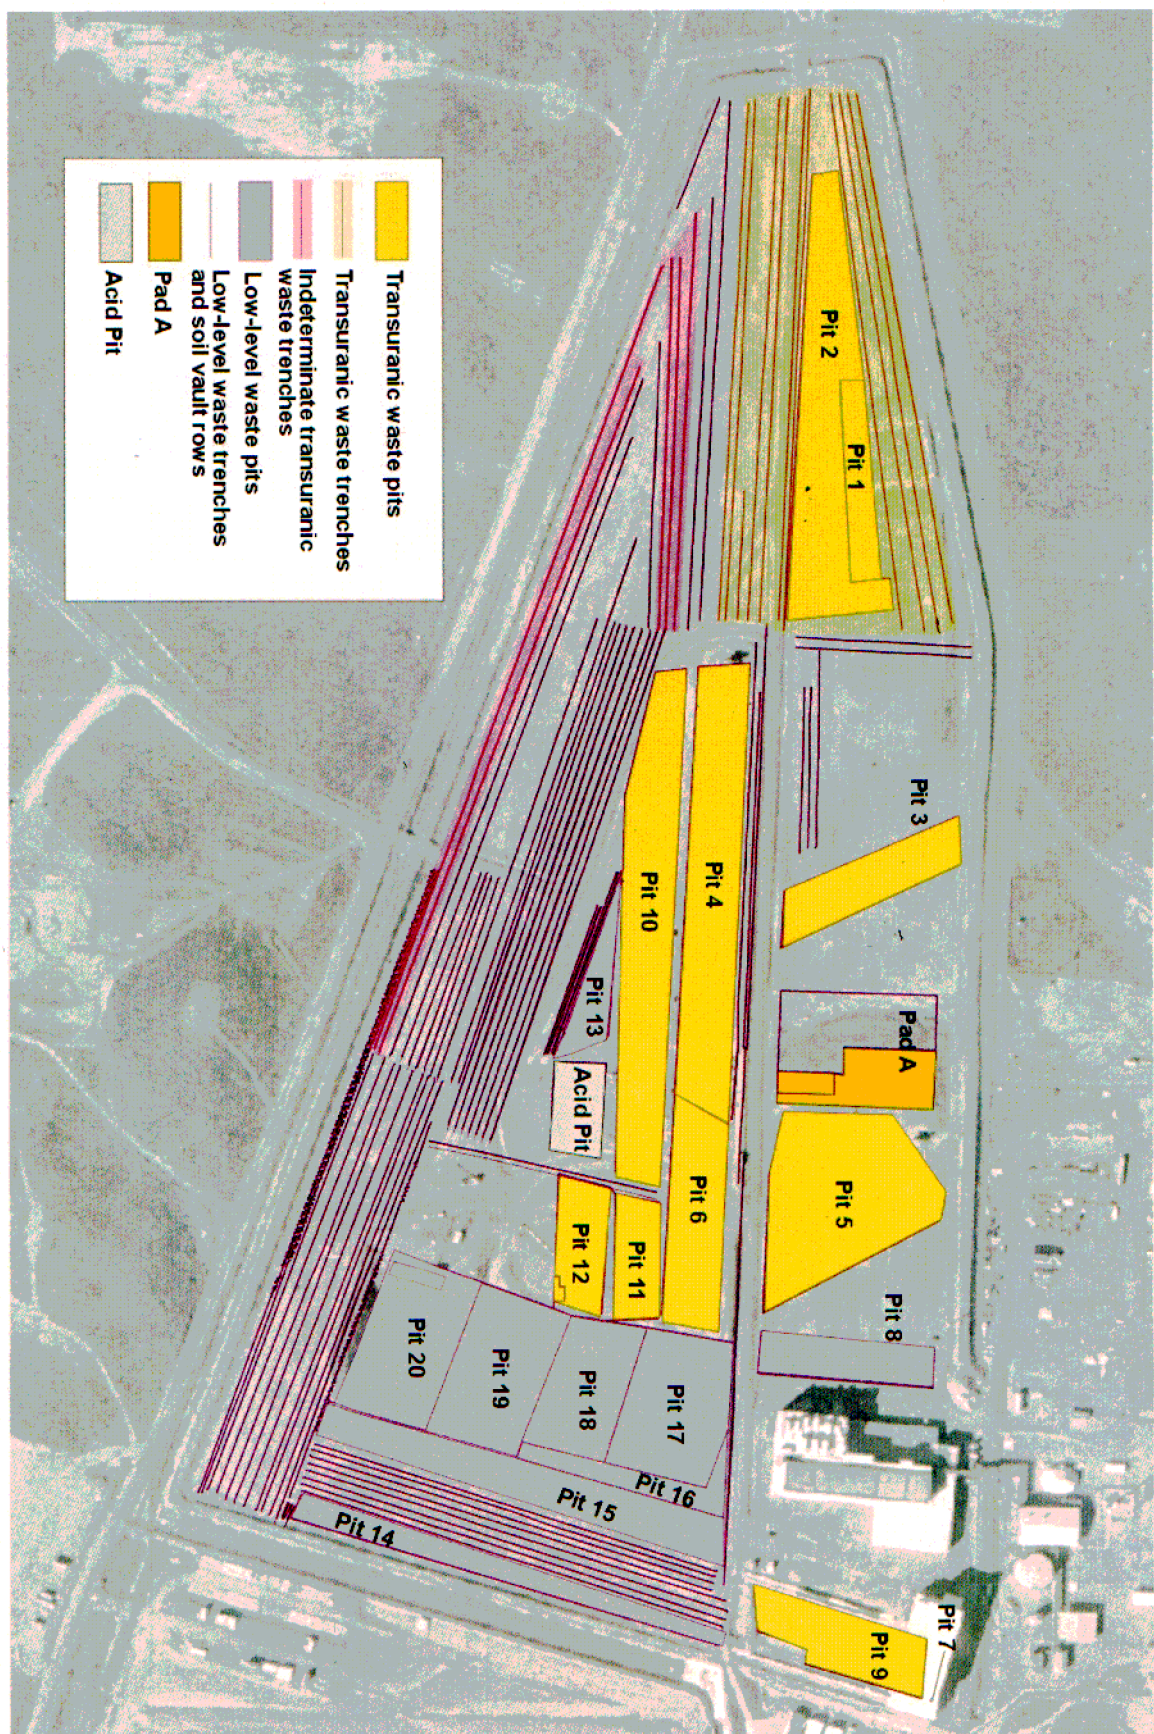 Pit 2
Pit 1
Pit 3
Pit 4
Pit 10
Pit 13
Pad A
Acid Pit
Pit 5
Pit 6
Pit 11
Pit 12
Pit 8
Pit 20
Pit 19
Pit 18
Pit 17
Pit 16
Pit 15
Pit 14
Pit 7
Pit 9
Transuranic waste pits
Transuranic waste trenches
Indeterminate transuranic
waste trenches
Low-level waste pits
Low-level waste trenches
and soil vault rows
Pad A
Acid Pit